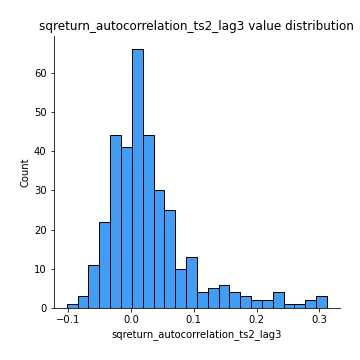 sqreturn_autocorrelation_ts2_lag3 value distribution
60
50
40
30
20
10
0
Count
−0.1 0.0 0.1 0.2 0.3
sqreturn_autocorrelation_ts2_lag3